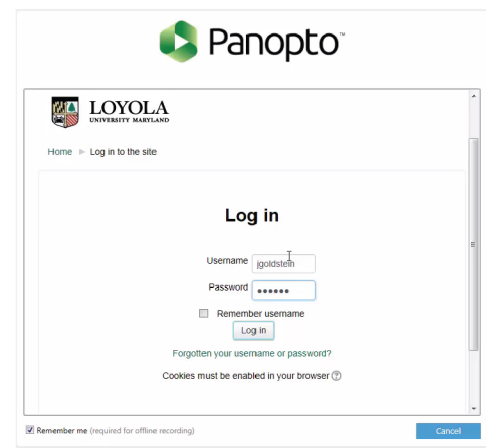 Panopto™
LOYOLA
UNIVERSITY MARYLAND
Home ► Log in to the site
Log in
Username jgoldstein
Password ●●●●●●
Remember username
Log in
Forgotten your username or password?
Cookies must be enabled in your browser ?
Remember me (required for offline recording) Cancel